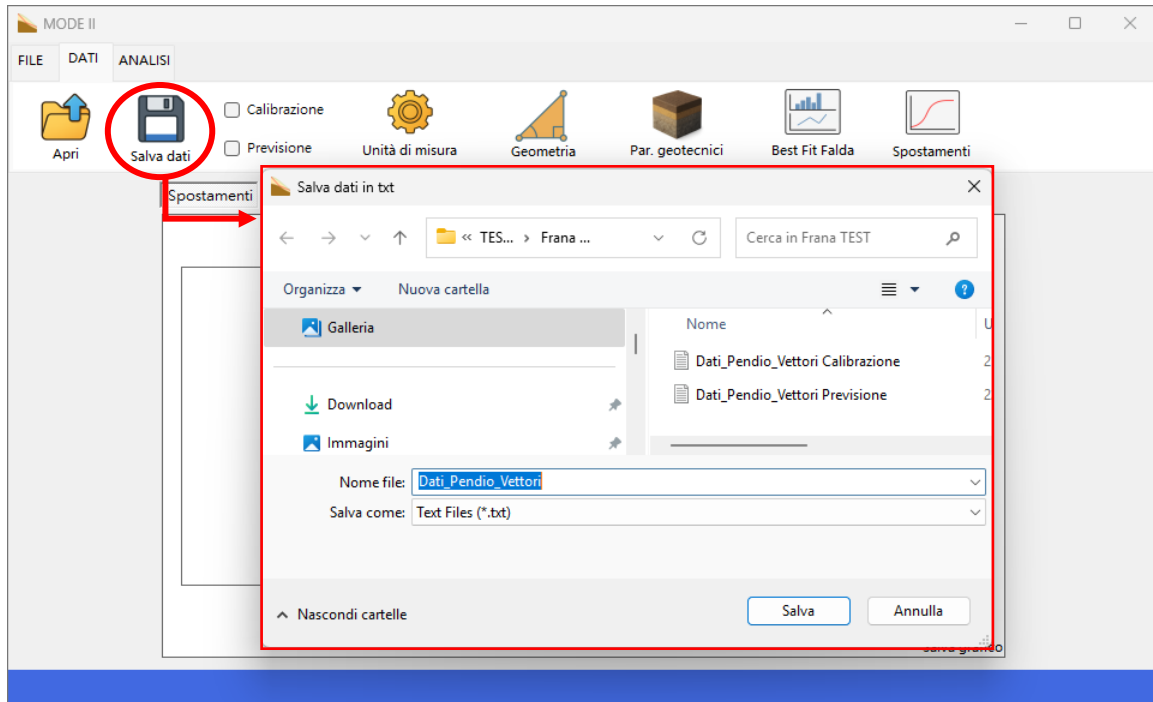 MODE II
FILE DATI ANALISI
Calibrazione
Previsione
Apri Salva dati Unità di misura Geometria Par. geotecnici Best Fit Falda Spostamenti
Spostamenti
Salva dati in txt
« TES... › Frana ... Cerca in Frana TEST
Organizza Nuova cartella ?
Galleria Nome U
Dati_Pendio_Vettori Calibrazione 2
Download Dati_Pendio_Vettori Previsione 2
Immagini
Nome file: Dati_Pendio_Vettori
Salva come: Text Files (*.txt)
Nascondi cartelle Salva Annulla
salva grafico